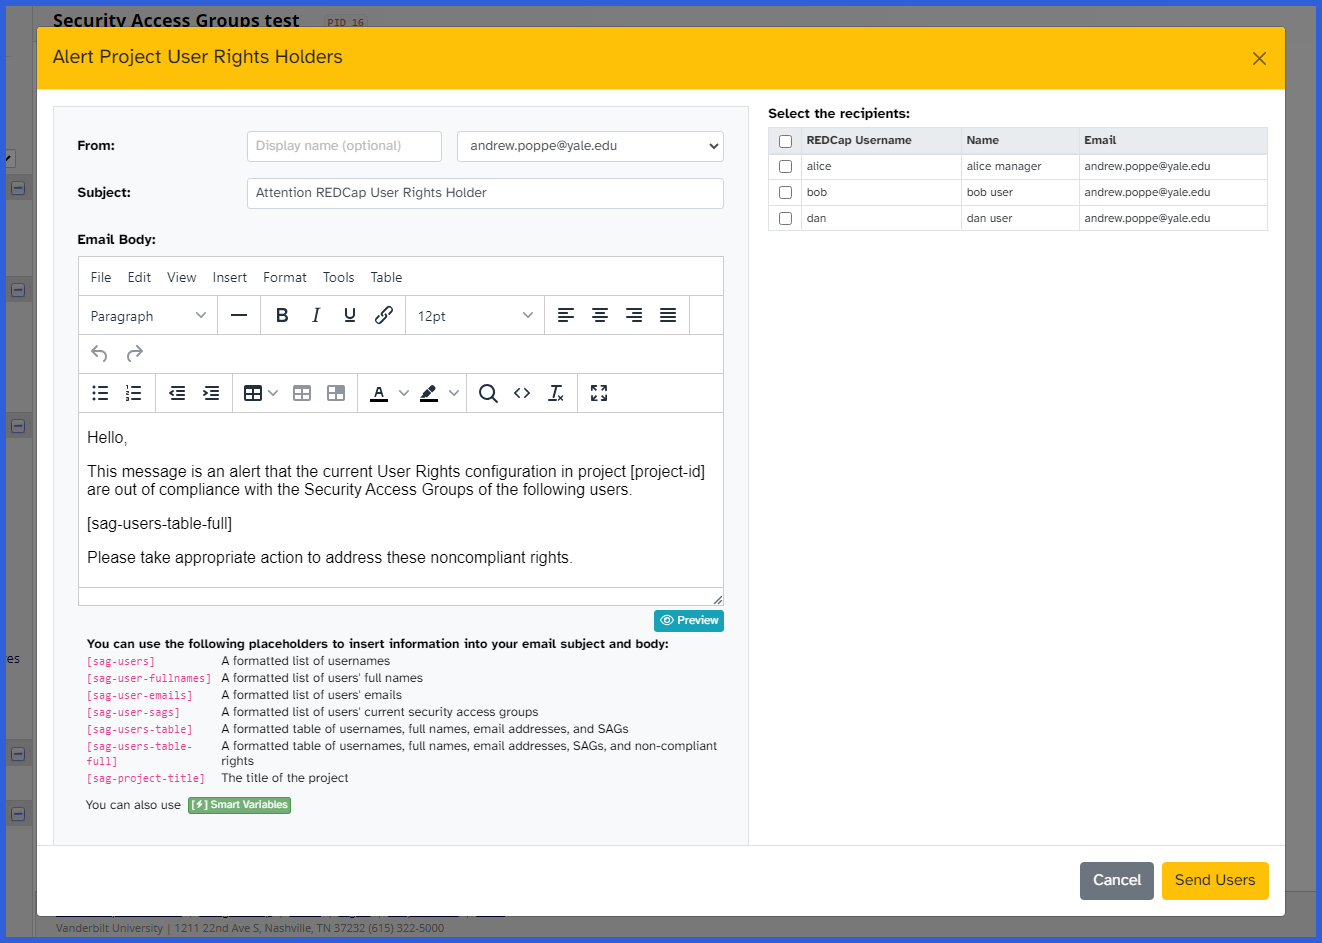 Security Access Groups test PID 16
Alert Project User Rights Holders
From:
Display name (optional)
andrew.poppe@yale.edu
Subject:
Attention REDCap User Rights Holder
Email Body:
File Edit View Insert Format Tools Table
Paragraph
12pt
Hello,
This message is an alert that the current User Rights configuration in project [project-id]
are out of compliance with the Security Access Groups of the following users.
[sag-users-table-full]
Please take appropriate action to address these noncompliant rights.
Preview
You can use the following placeholders to insert information into your email subject and body:
[sag-users] A formatted list of usernames
[sag-user-fullnames] A formatted list of users' full names
[sag-user-emails] A formatted list of users' emails
[sag-user-sags] A formatted list of users' current security access groups
[sag-users-table] A formatted table of usernames, full names, email addresses, and SAGs
[sag-users-table- A formatted table of usernames, full names, email addresses, SAGs, and non-compliant
full] rights
[sag-project-title] The title of the project
You can also use [⚡] Smart Variables
Select the recipients:
REDCap Username Name Email
alice alice manager andrew.poppe@yale.edu
bob bob user andrew.poppe@yale.edu
dan dan user andrew.poppe@yale.edu
Cancel
Send Users
es
Vanderbilt University | 1211 22nd Ave S, Nashville, TN 37232 (615) 322-5000